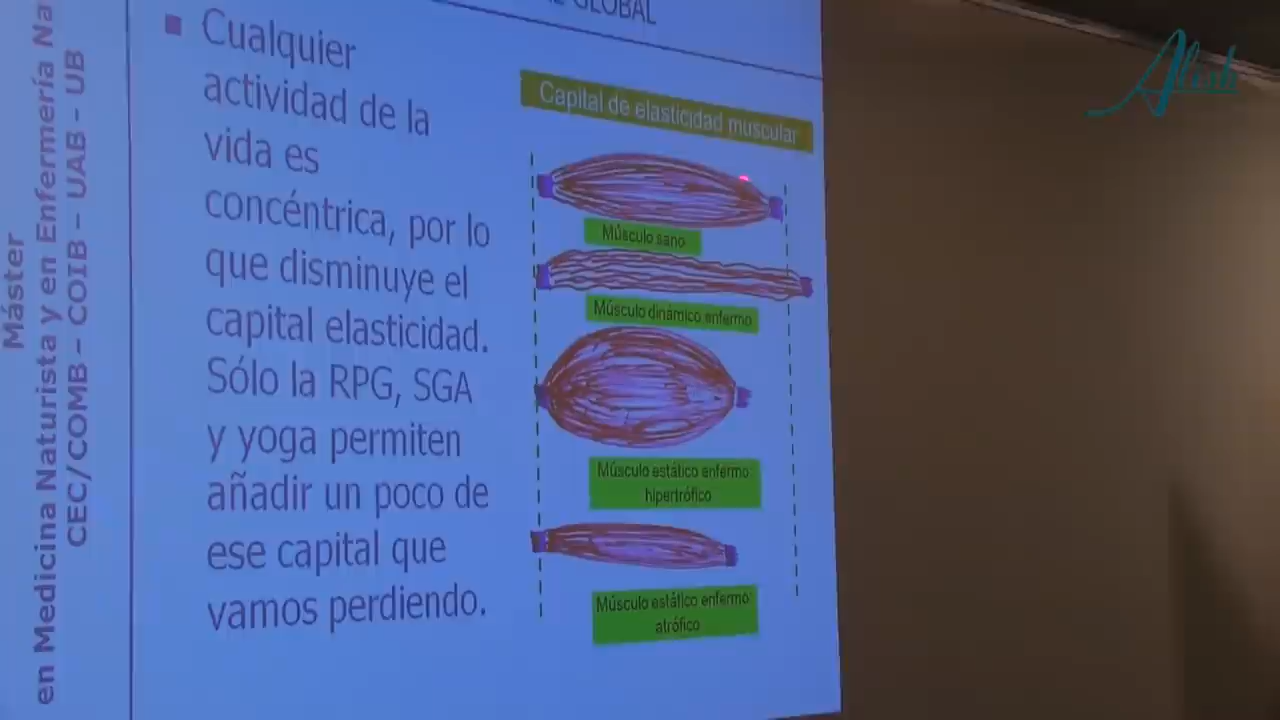 Máster
en Medicina Naturista y en Enfermería Na
CEC/COMB – COIB – UAB - UB
GLOBAL
Cualquier
actividad de la
vida es
concéntrica, por lo
que disminuye el
capital elasticidad.
Sólo la RPG, SGA
y yoga permiten
añadir un poco de
ese capital que
vamos perdiendo.
Capital de elasticidad muscular
Músculo sano
Músculo dinámico enfermo
Músculo estático enfermo
hipertrófico
Músculo estático enfermo
atrófico